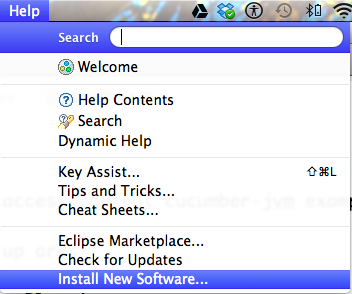 Help
Search
Welcome
Help Contents
Search
Dynamic Help
Key Assist... ⇧⌘L
Tips and Tricks...
Cheat Sheets...
Eclipse Marketplace...
Check for Updates
Install New Software...